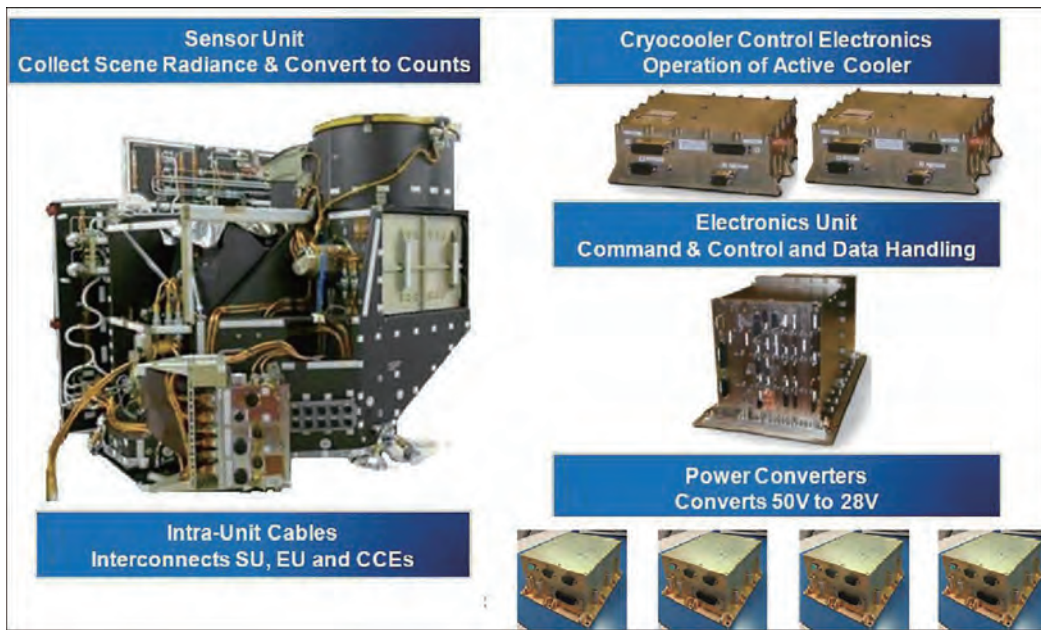 Sensor Unit
Collect Scene Radiance & Convert to Counts
Intra-Unit Cables
Interconnects SU, EU and CCEs
Cryocooler Control Electronics
Operation of Active Cooler
Electronics Unit
Command & Control and Data Handling
Power Converters
Converts 50V to 28V